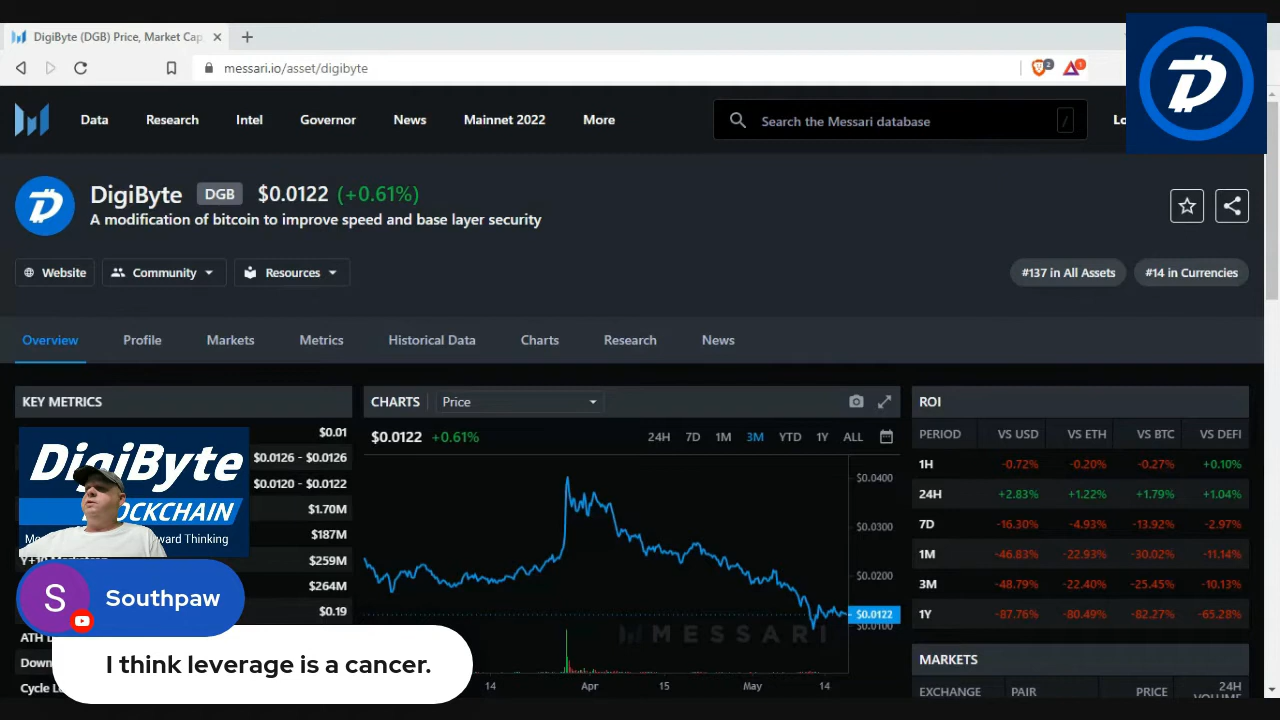 DigiByte (DGB) Price, Market Cap,
messari.io/asset/digibyte
2
1
Data Research Intel Governor News Mainnet 2022 More
Search the Messari database
/
Lo
DigiByte DGB $0.0122 (+0.61%)
A modification of bitcoin to improve speed and base layer security
Website Community Resources
#137 in All Assets #14 in Currencies
Overview Profile Markets Metrics Historical Data Charts Research News
KEY METRICS
$0.01
$0.0126 - $0.0126
$0.0120 - $0.0122
$1.70M
$187M
$259M
$264M
$0.19
ATH
Down
Cycle
DigiByte
BLOCKCHAIN
ward Thinking
S Southpaw
I think leverage is a cancer.
CHARTS Price
$0.0122 +0.61% 24H 7D 1M 3M YTD 1Y ALL
$0.0400
$0.0300
$0.0200
$0.0122
$0.0100
MESSARI
14 Apr 15 May 14
ROI
PERIOD VS USD VS ETH VS BTC VS DEFI
1H -0.72% -0.20% -0.27% +0.10%
24H +2.83% +1.22% +1.79% +1.04%
7D -16.30% -4.93% -13.92% -2.97%
1M -46.83% -22.93% -30.02% -11.14%
3M -48.79% -22.40% -25.45% -10.13%
1Y -87.76% -80.49% -82.27% -65.28%
MARKETS
EXCHANGE PAIR PRICE 24H
VOLUME